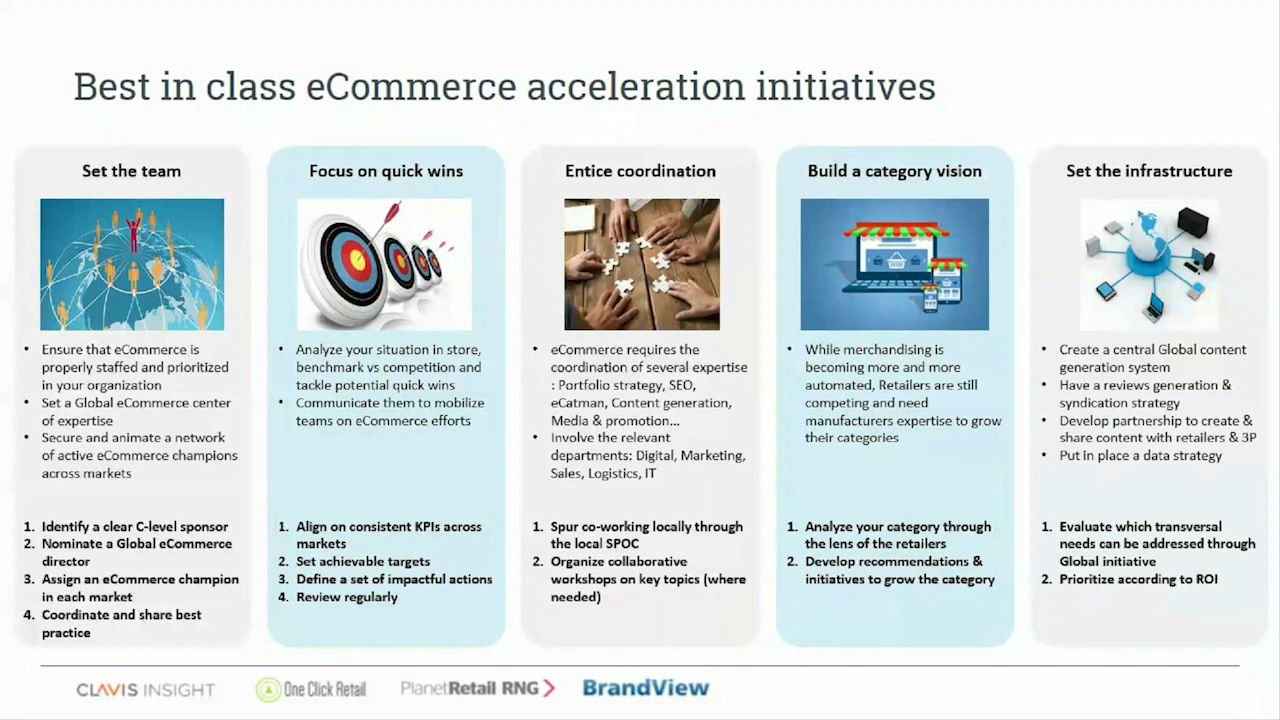 Best in class eCommerce acceleration initiatives
Set the team
• Ensure that eCommerce is
properly staffed and prioritized
in your organization
• Set a Global eCommerce center
of expertise
• Secure and animate a network
of active eCommerce champions
across markets
1. Identify a clear C-level sponsor
2. Nominate a Global eCommerce
director
3. Assign an eCommerce champion
in each market
4. Coordinate and share best
practice
Focus on quick wins
• Analyze your situation in store,
benchmark vs competition and
tackle potential quick wins
• Communicate them to mobilize
teams on eCommerce efforts
1. Align on consistent KPIs across
markets
2. Set achievable targets
3. Define a set of impactful actions
4. Review regularly
Entice coordination
• eCommerce requires the
coordination of several expertise
: Portfolio strategy, SEO,
eCatman, Content generation,
Media & promotion...
• Involve the relevant
departments: Digital, Marketing,
Sales, Logistics, IT
1. Spur co-working locally through
the local SPOC
2. Organize collaborative
workshops on key topics (where
needed)
Build a category vision
• While merchandising is
becoming more and more
automated, Retailers are still
competing and need
manufacturers expertise to grow
their categories
1. Analyze your category through
the lens of the retailers
2. Develop recommendations &
initiatives to grow the category
Set the infrastructure
• Create a central Global content
generation system
• Have a reviews generation &
syndication strategy
• Develop partnership to create &
share content with retailers & 3P
• Put in place a data strategy
1. Evaluate which transversal
needs can be addressed through
Global initiative
2. Prioritize according to ROI
CLAVIS INSIGHT
One Click Retail
PlanetRetail RNG
BrandView